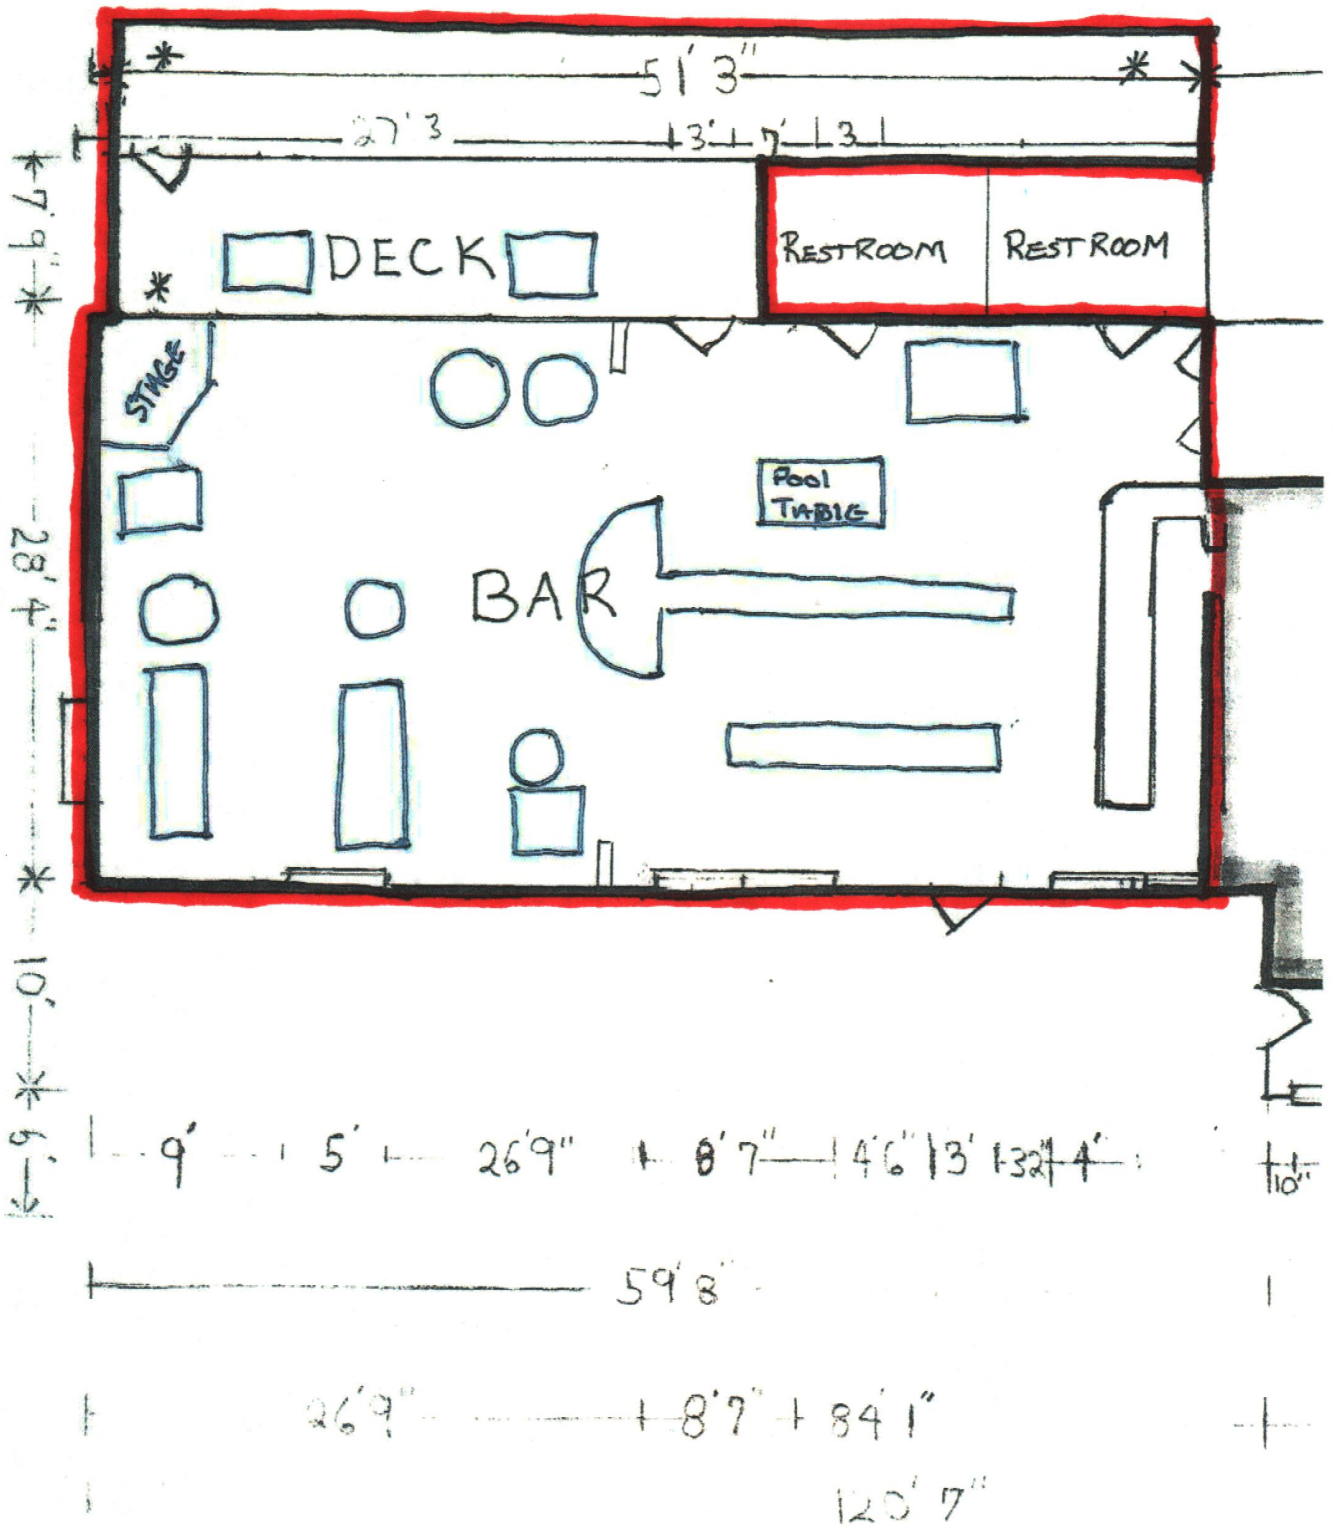 51'3"
27'3 3' 7' 3
7'9"
DECK
RESTROOM RESTROOM
STAGE
POOl
TABlE
28'4"
BAR
10'
6'
9' 5' 26'9" 8'7" 4'6" 3' 32 4' 10"
59'8"
26'9" 8'7" 84'1"
120'7"